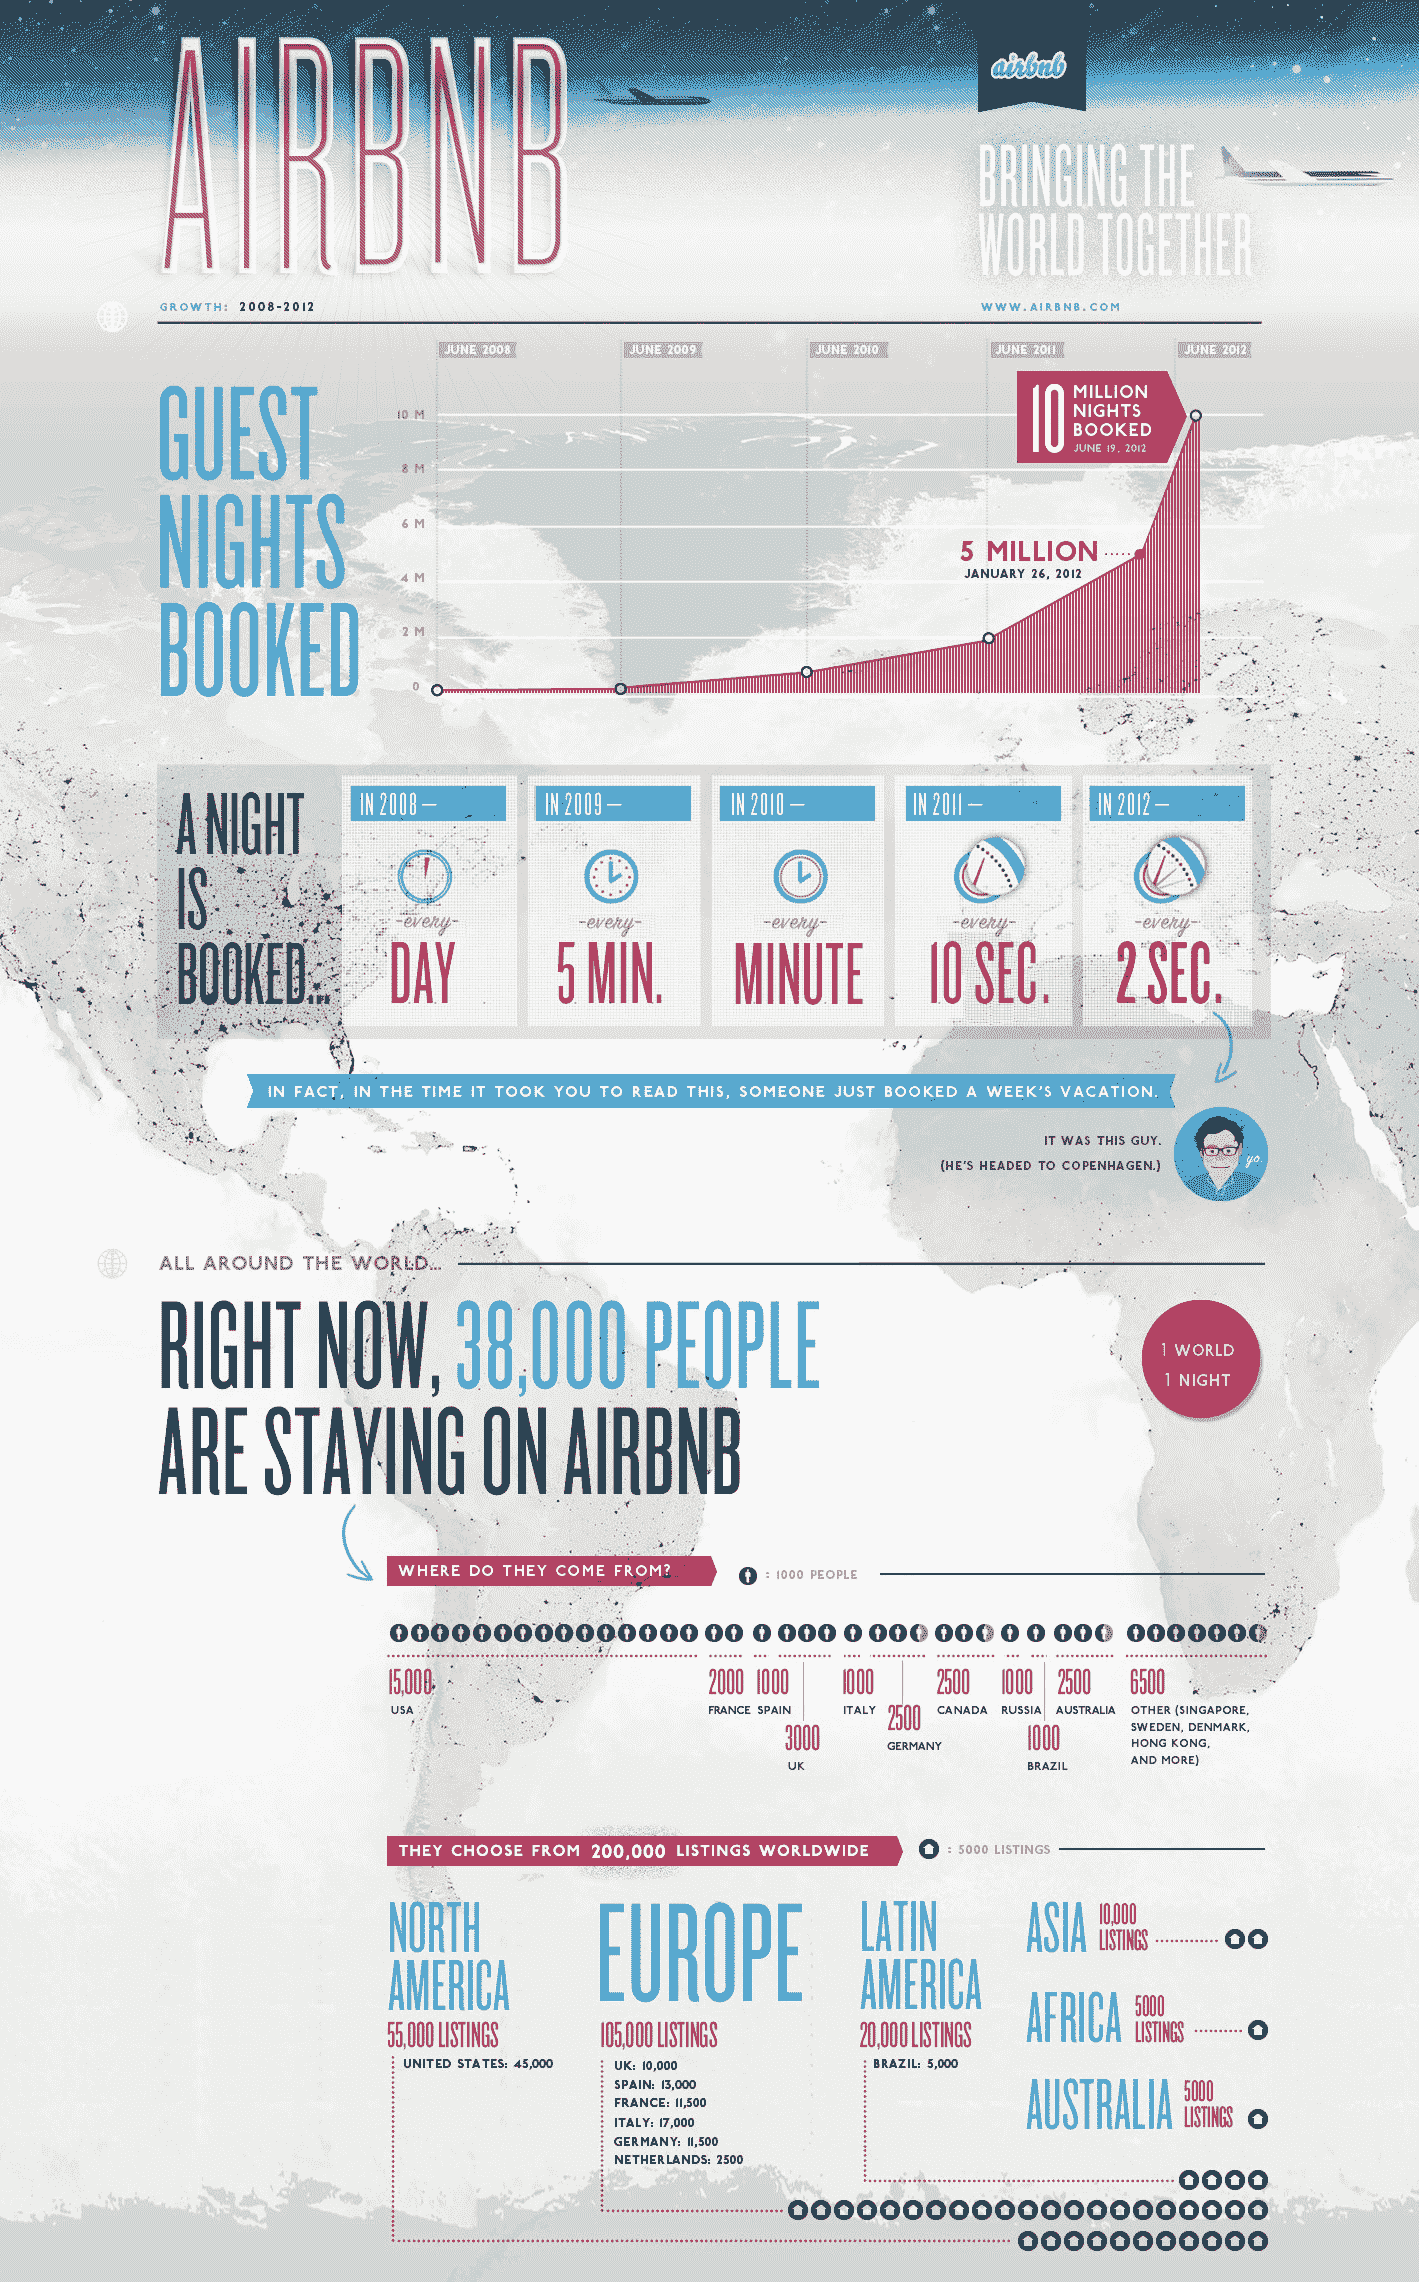 AIRBNB
airbnb
BRINGING THE
WORLD TOGETHER
GROWTH: 2008-2012
WWW.AIRBNB.COM
JUNE 2008
JUNE 2009
JUNE 2010
JUNE 2011
JUNE 2012
GUEST
NIGHTS
BOOKED
10 M
8 M
6 M
4 M
2 M
0
10 MILLION
NIGHTS
BOOKED
JUNE 19, 2012
5 MILLION
JANUARY 26, 2012
A NIGHT
IS
BOOKED...
IN 2008 —
-every-
DAY
IN 2009 —
-every-
5 MIN.
IN 2010 —
-every-
MINUTE
IN 2011 —
-every-
10 SEC.
IN 2012 —
-every-
2 SEC.
IN FACT, IN THE TIME IT TOOK YOU TO READ THIS, SOMEONE JUST BOOKED A WEEK'S VACATION.
IT WAS THIS GUY.
(HE'S HEADED TO COPENHAGEN.)
yo.
ALL AROUND THE WORLD...
RIGHT NOW, 38,000 PEOPLE
ARE STAYING ON AIRBNB
1 WORLD
1 NIGHT
WHERE DO THEY COME FROM?
: 1000 PEOPLE
15,000
USA
2000
FRANCE
1000
SPAIN
3000
UK
1000
ITALY
2500
GERMANY
2500
CANADA
1000
RUSSIA
1000
BRAZIL
2500
AUSTRALIA
6500
OTHER (SINGAPORE,
SWEDEN, DENMARK,
HONG KONG,
AND MORE)
THEY CHOOSE FROM 200,000 LISTINGS WORLDWIDE
: 5000 LISTINGS
NORTH
AMERICA
55,000 LISTINGS
UNITED STATES: 45,000
EUROPE
105,000 LISTINGS
UK: 10,000
SPAIN: 13,000
FRANCE: 11,500
ITALY: 17,000
GERMANY: 11,500
NETHERLANDS: 2500
LATIN
AMERICA
20,000 LISTINGS
BRAZIL: 5,000
ASIA
10,000
LISTINGS
AFRICA
5000
LISTINGS
AUSTRALIA
5000
LISTINGS